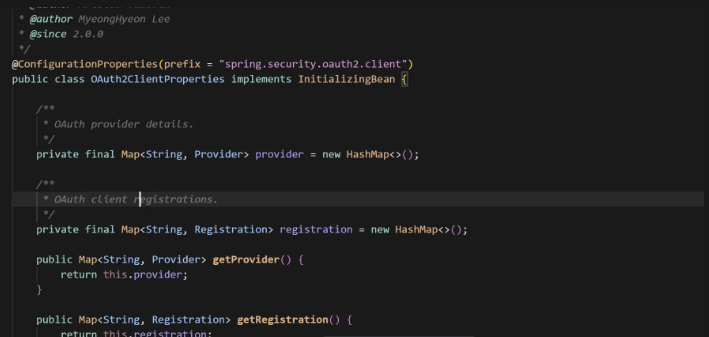 * @author MyeongHyeon Lee
* @since 2.0.0
*/
@ConfigurationProperties(prefix = "spring.security.oauth2.client")
public class OAuth2ClientProperties implements InitializingBean {
/**
* OAuth provider details.
*/
private final Map<String, Provider> provider = new HashMap<>();
/**
* OAuth client registrations.
*/
private final Map<String, Registration> registration = new HashMap<>();
public Map<String, Provider> getProvider() {
return this.provider;
}
public Map<String, Registration> getRegistration() {
return this.registration;